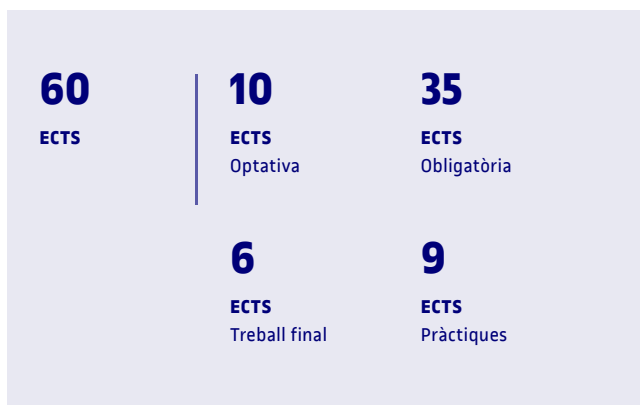 60
ECTS
10
ECTS
Optativa
35
ECTS
Obligatòria
6
ECTS
Treball final
9
ECTS
Pràctiques